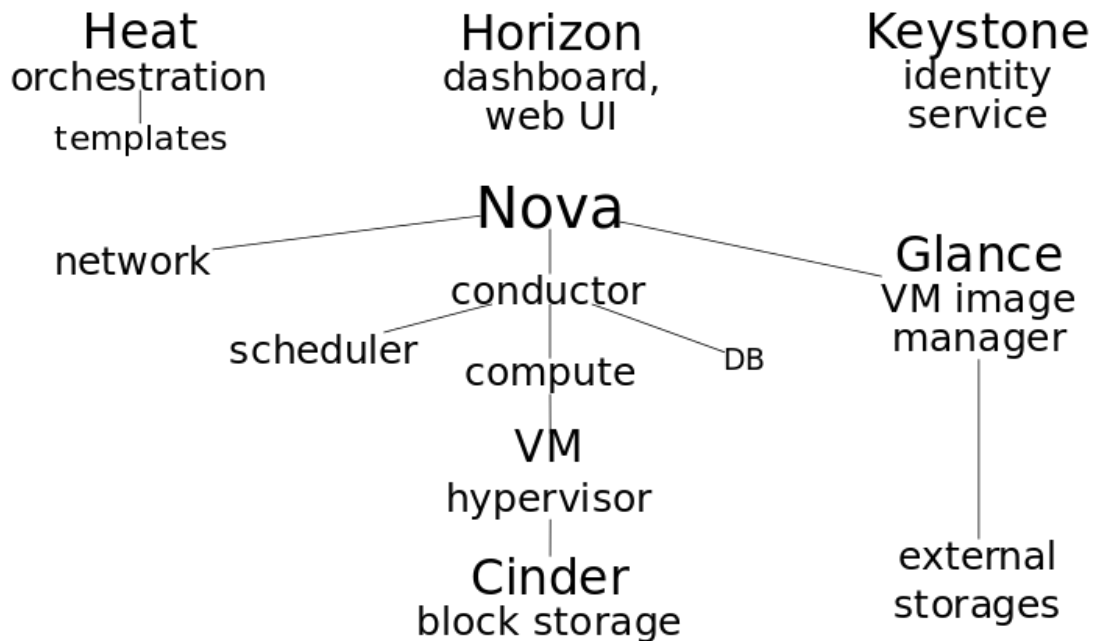 Heat
orchestration
templates
Horizon
dashboard,
web UI
Keystone
identity
service
Nova
network
conductor
scheduler
compute
DB
VM
hypervisor
Cinder
block storage
Glance
VM image
manager
external
storages